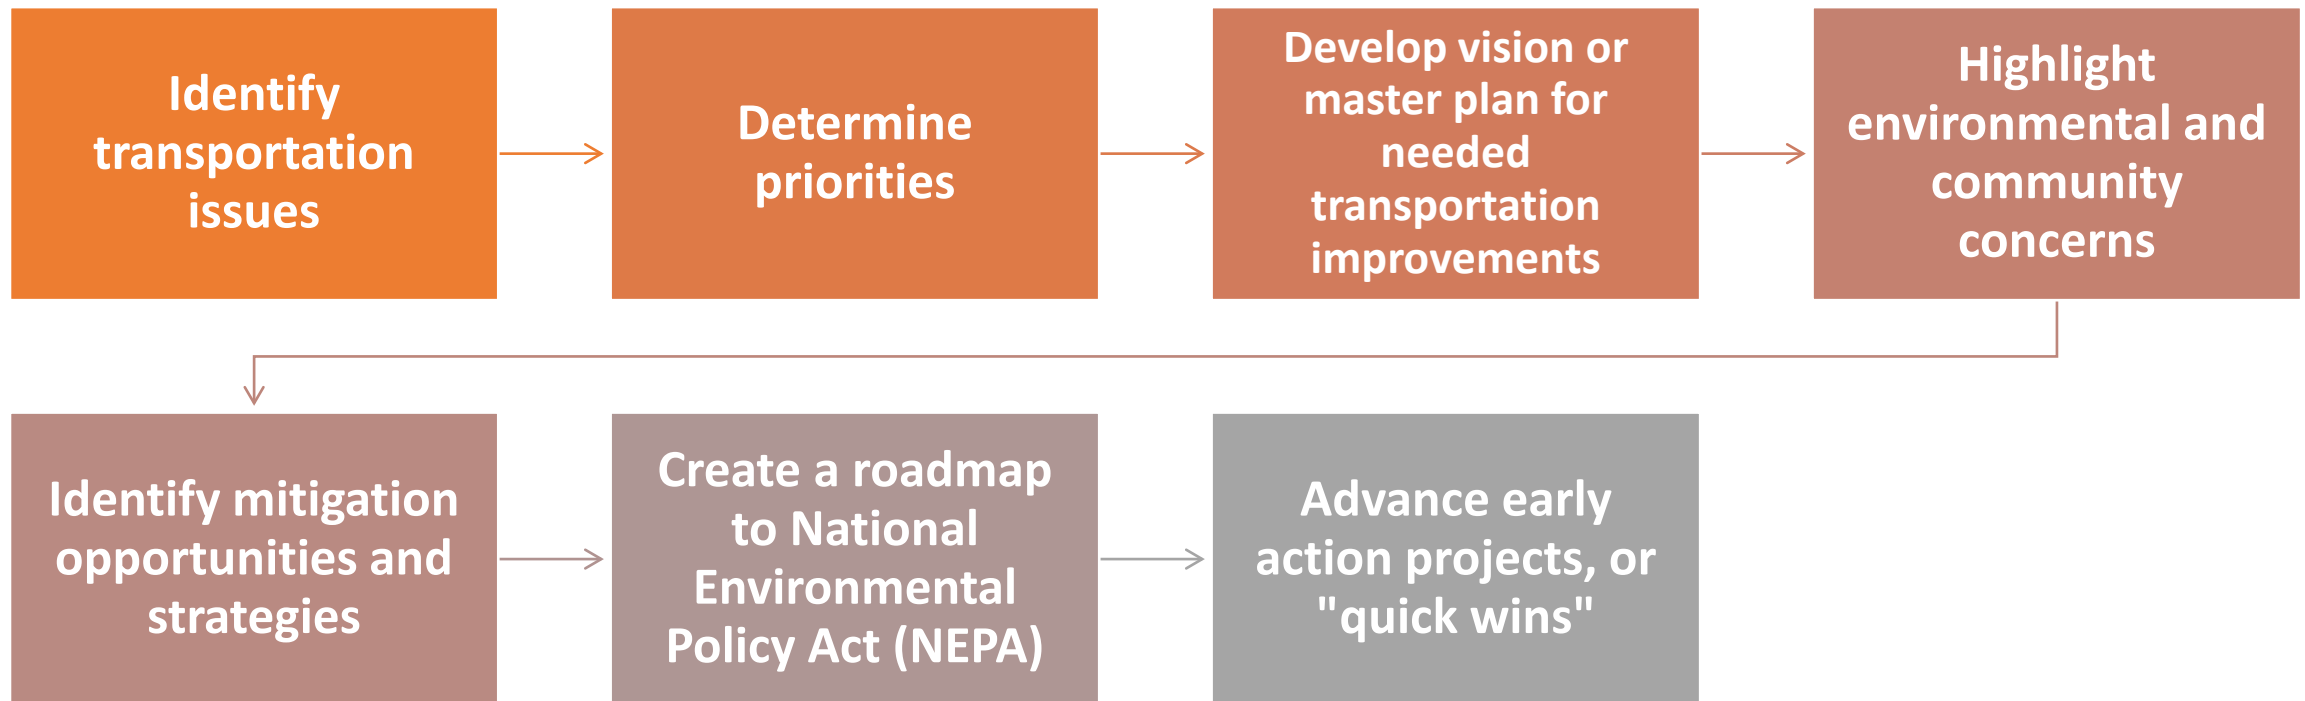 Identify
transportation
issues
Determine
priorities
Develop vision or
master plan for
needed
transportation
improvements
Highlight
environmental and
community
concerns
Identify mitigation
opportunities and
strategies
Create a roadmap
to National
Environmental
Policy Act (NEPA)
Advance early
action projects, or
"quick wins"